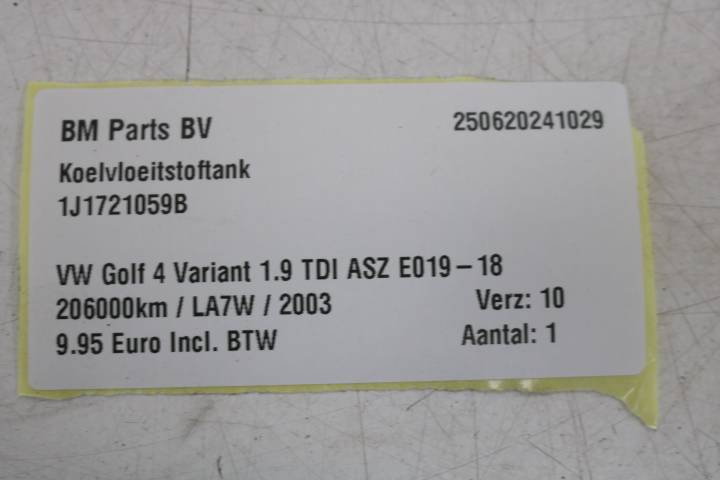 BM Parts BV 250620241029
Koelvloeitstoftank
1J1721059B
VW Golf 4 Variant 1.9 TDI ASZ E019-18
206000km / LA7W / 2003 Verz: 10
9.95 Euro Incl. BTW Aantal: 1